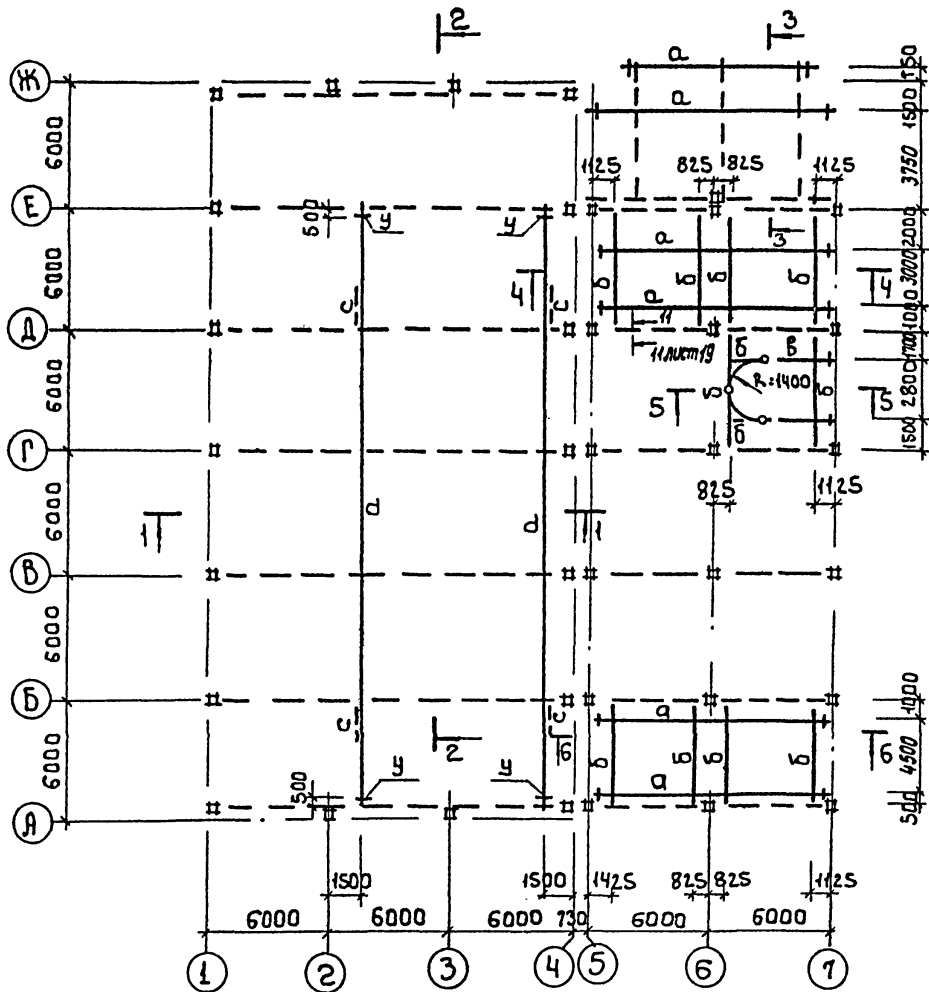 2 3
а
Ж
1500 150
а
6000
1125 825 825 1125
3750
Е
500
у у
3
2000
а
6000
4 4
б б б б
3000
с с
а
Д
11
1000
11 лист 19
1700
б в
R=1400
6000
5 5
б б
2800
б
1500
Г
825 1125
6000
а а
1 1
В
6000
Б
с с
а
1000
2
6 6
б б б б
4500
6000
у у
500
а
500
А
1500 1500 1425 825 825 1125
6000 6000 6000 730 6000 6000
1 2 3 4 5 6 7